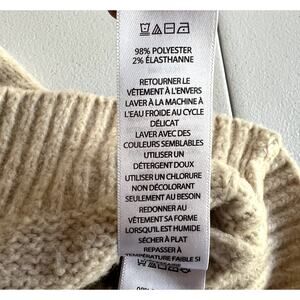 98% POLYESTER
2% ÉLASTHANNE
RETOURNER LE
VÊTEMENT À L'ENVERS
LAVER À LA MACHINE À
L'EAU FROIDE AU CYCLE
DÉLICAT
LAVER AVEC DES
COULEURS SEMBLABLES
UTILISER UN
DÉTERGENT DOUX
UTILISER UN CHLORURE
NON DÉCOLORANT
SEULEMENT AU BESOIN
REDONNER AU
VÊTEMENT SA FORME
LORSQU'IL EST HUMIDE
SÉCHER À PLAT
REPASSER À
TEMPÉRATURE FAIBLE SI